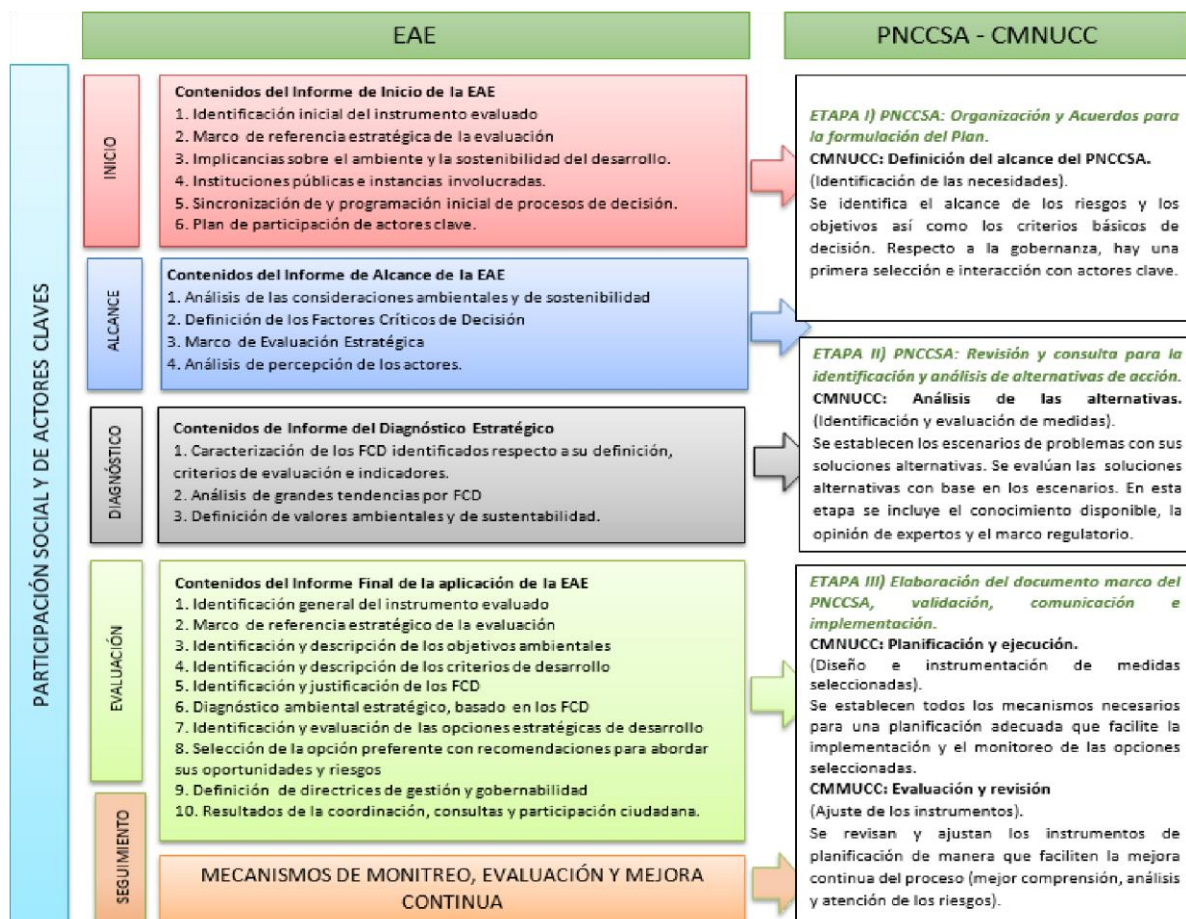 EAE
PNCCSA - CMNUCC
PARTICIPACIÓN SOCIAL Y DE ACTORES CLAVES
INICIO
Contenidos del Informe de Inicio de la EAE
1. Identificación inicial del instrumento evaluado
2. Marco de referencia estratégica de la evaluación
3. Implicancias sobre el ambiente y la sostenibilidad del desarrollo.
4. Instituciones públicas e instancias involucradas.
5. Sincronización de y programación inicial de procesos de decisión.
6. Plan de participación de actores clave.
ETAPA I) PNCCSA: Organización y Acuerdos para
la formulación del Plan.
CMNUCC: Definición del alcance del PNCCSA.
(Identificación de las necesidades).
Se identifica el alcance de los riesgos y los
objetivos así como los criterios básicos de
decisión. Respecto a la gobernanza, hay una
primera selección e interacción con actores clave.
ALCANCE
Contenidos del Informe de Alcance de la EAE
1. Análisis de las consideraciones ambientales y de sostenibilidad
2. Definición de los Factores Críticos de Decisión
3. Marco de Evaluación Estratégica
4. Análisis de percepción de los actores.
DIAGNÓSTICO
Contenidos de Informe del Diagnóstico Estratégico
1. Caracterización de los FCD identificados respecto a su definición,
criterios de evaluación e indicadores.
2. Análisis de grandes tendencias por FCD
3. Definición de valores ambientales y de sustentabilidad.
ETAPA II) PNCCSA: Revisión y consulta para la
identificación y análisis de alternativas de acción.
CMNUCC: Análisis de las alternativas.
(Identificación y evaluación de medidas).
Se establecen los escenarios de problemas con sus
soluciones alternativas. Se evalúan las soluciones
alternativas con base en los escenarios. En esta
etapa se incluye el conocimiento disponible, la
opinión de expertos y el marco regulatorio.
EVALUACIÓN
Contenidos del Informe Final de la aplicación de la EAE
1. Identificación general del instrumento evaluado
2. Marco de referencia estratégico de la evaluación
3. Identificación y descripción de los objetivos ambientales
4. Identificación y descripción de los criterios de desarrollo
5. Identificación y justificación de los FCD
6. Diagnóstico ambiental estratégico, basado en los FCD
7. Identificación y evaluación de las opciones estratégicas de desarrollo
8. Selección de la opción preferente con recomendaciones para abordar
sus oportunidades y riesgos
9. Definición de directrices de gestión y gobernabilidad
10. Resultados de la coordinación, consultas y participación ciudadana.
SEGUIMIENTO
MECANISMOS DE MONITREO, EVALUACIÓN Y MEJORA
CONTINUA
ETAPA III) Elaboración del documento marco del
PNCCSA, validación, comunicación e
implementación.
CMNUCC: Planificación y ejecución.
(Diseño e instrumentación de medidas
seleccionadas).
Se establecen todos los mecanismos necesarios
para una planificación adecuada que facilite la
implementación y el monitoreo de las opciones
seleccionadas.
CMMUCC: Evaluación y revisión
(Ajuste de los instrumentos).
Se revisan y ajustan los instrumentos de
planificación de manera que faciliten la mejora
continua del proceso (mejor comprensión, análisis
y atención de los riesgos).